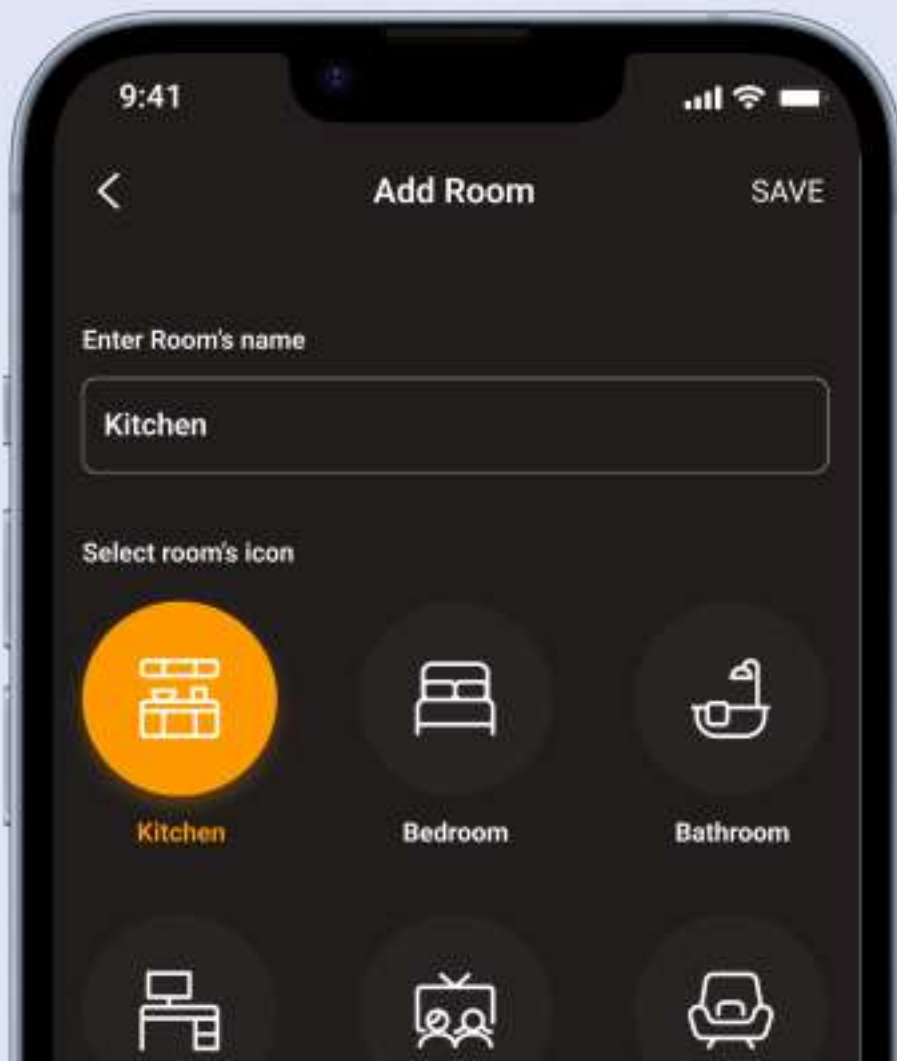 9:41
Add Room SAVE
Enter Room's name
Kitchen
Select room's icon
Kitchen Bedroom Bathroom